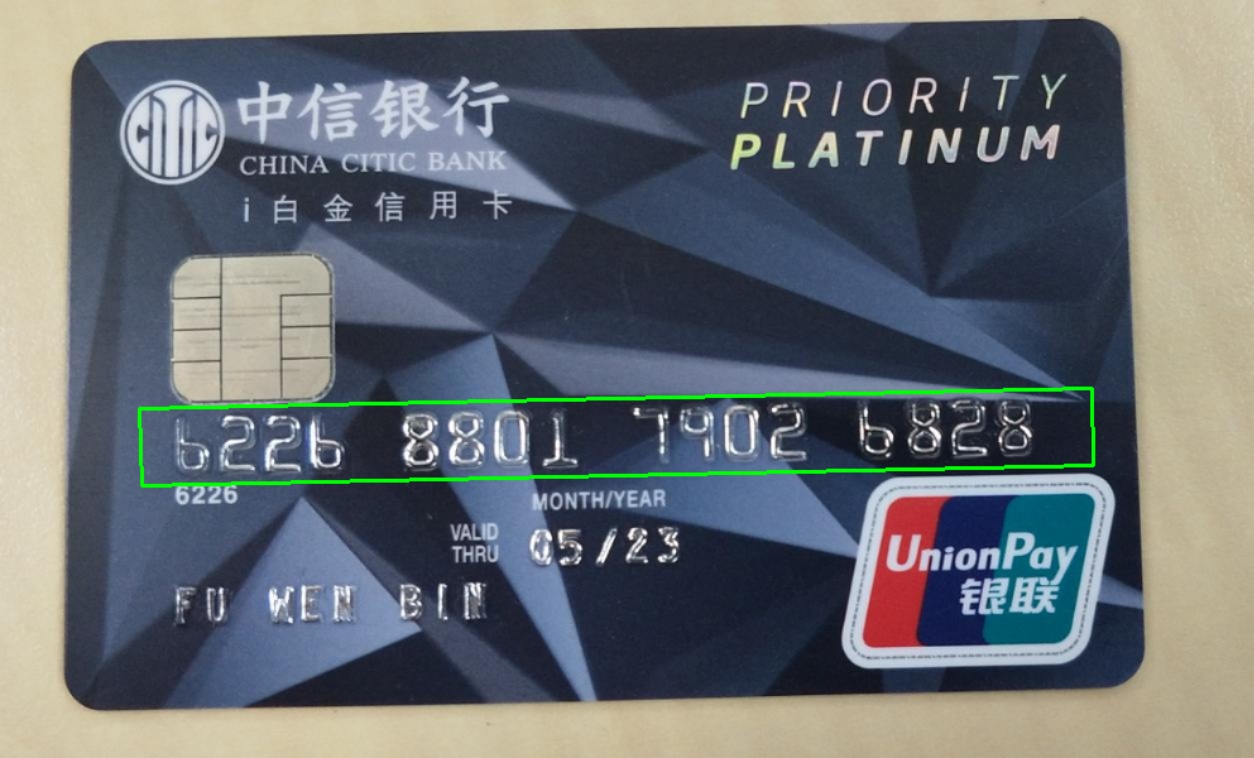 CITIC
中信银行
CHINA CITIC BANK
i白金信用卡
PRIORITY
PLATINUM
6226 8801 7902 6828
6226
MONTH/YEAR
VALID THRU 05/23
FU WEN BIN
UnionPay
银联